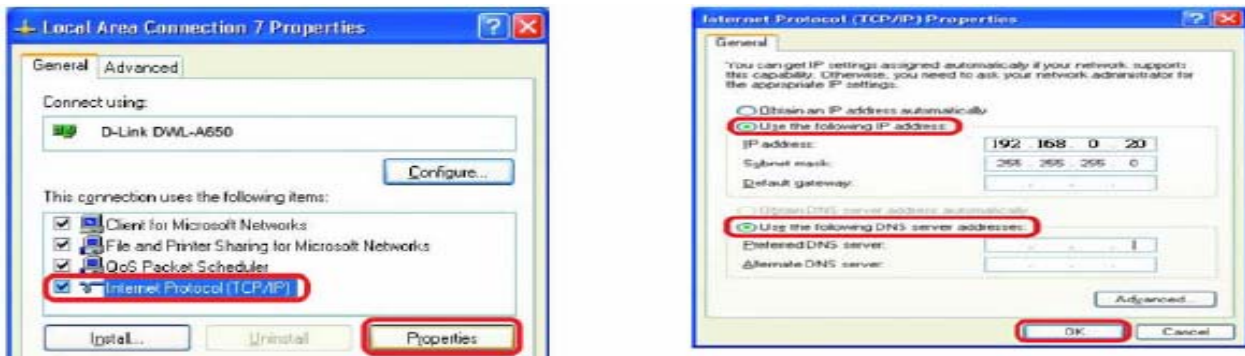 Local Area Connection 7 Properties
General Advanced
Connect using:
D-Link DWL-A650
Configure...
This connection uses the following items:
Client for Microsoft Networks
File and Printer Sharing for Microsoft Networks
QoS Packet Scheduler
Internet Protocol (TCP/IP)
Install... Uninstall Properties
Internet Protocol (TCP/IP) Properties
General
You can get IP settings assigned automatically if your network supports
this capability. Otherwise, you need to ask your network administrator for
the appropriate IP settings.
Obtain an IP address automatically
Use the following IP address:
IP address: 192 . 168 . 0 . 20
Subnet mask: 255 . 255 . 255 . 0
Default gateway:
Obtain DNS server address automatically
Use the following DNS server addresses:
Preferred DNS server:
Alternate DNS server:
Advanced...
OK Cancel